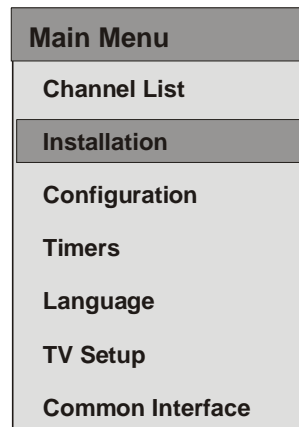 Main Menu
Channel List
Installation
Configuration
Timers
Language
TV Setup
Common Interface